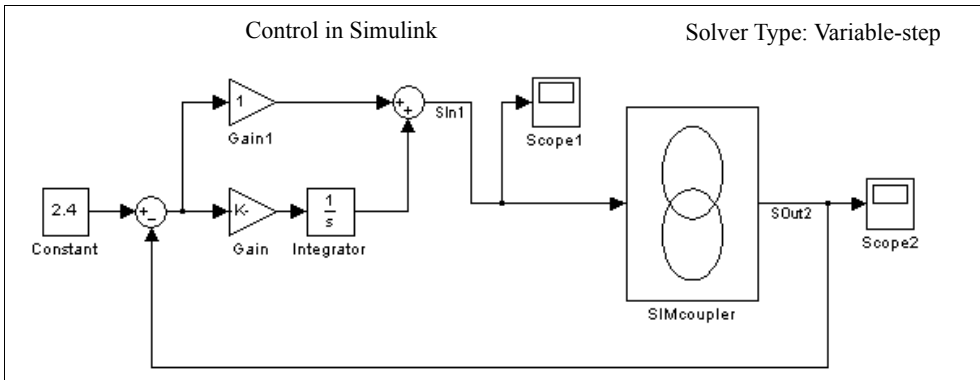 Control in Simulink
Solver Type: Variable-step
1
Gain1
+
+
SIn1
Scope1
2.4
Constant
+
−
K-
Gain
1
s
Integrator
SIMcoupler
SOut2
Scope2